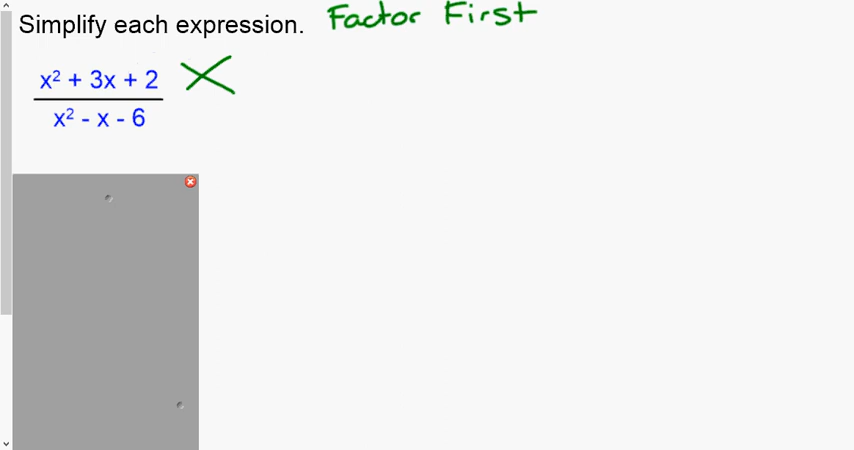 Simplify each expression. Factor First
x² + 3x + 2
x² - x - 6